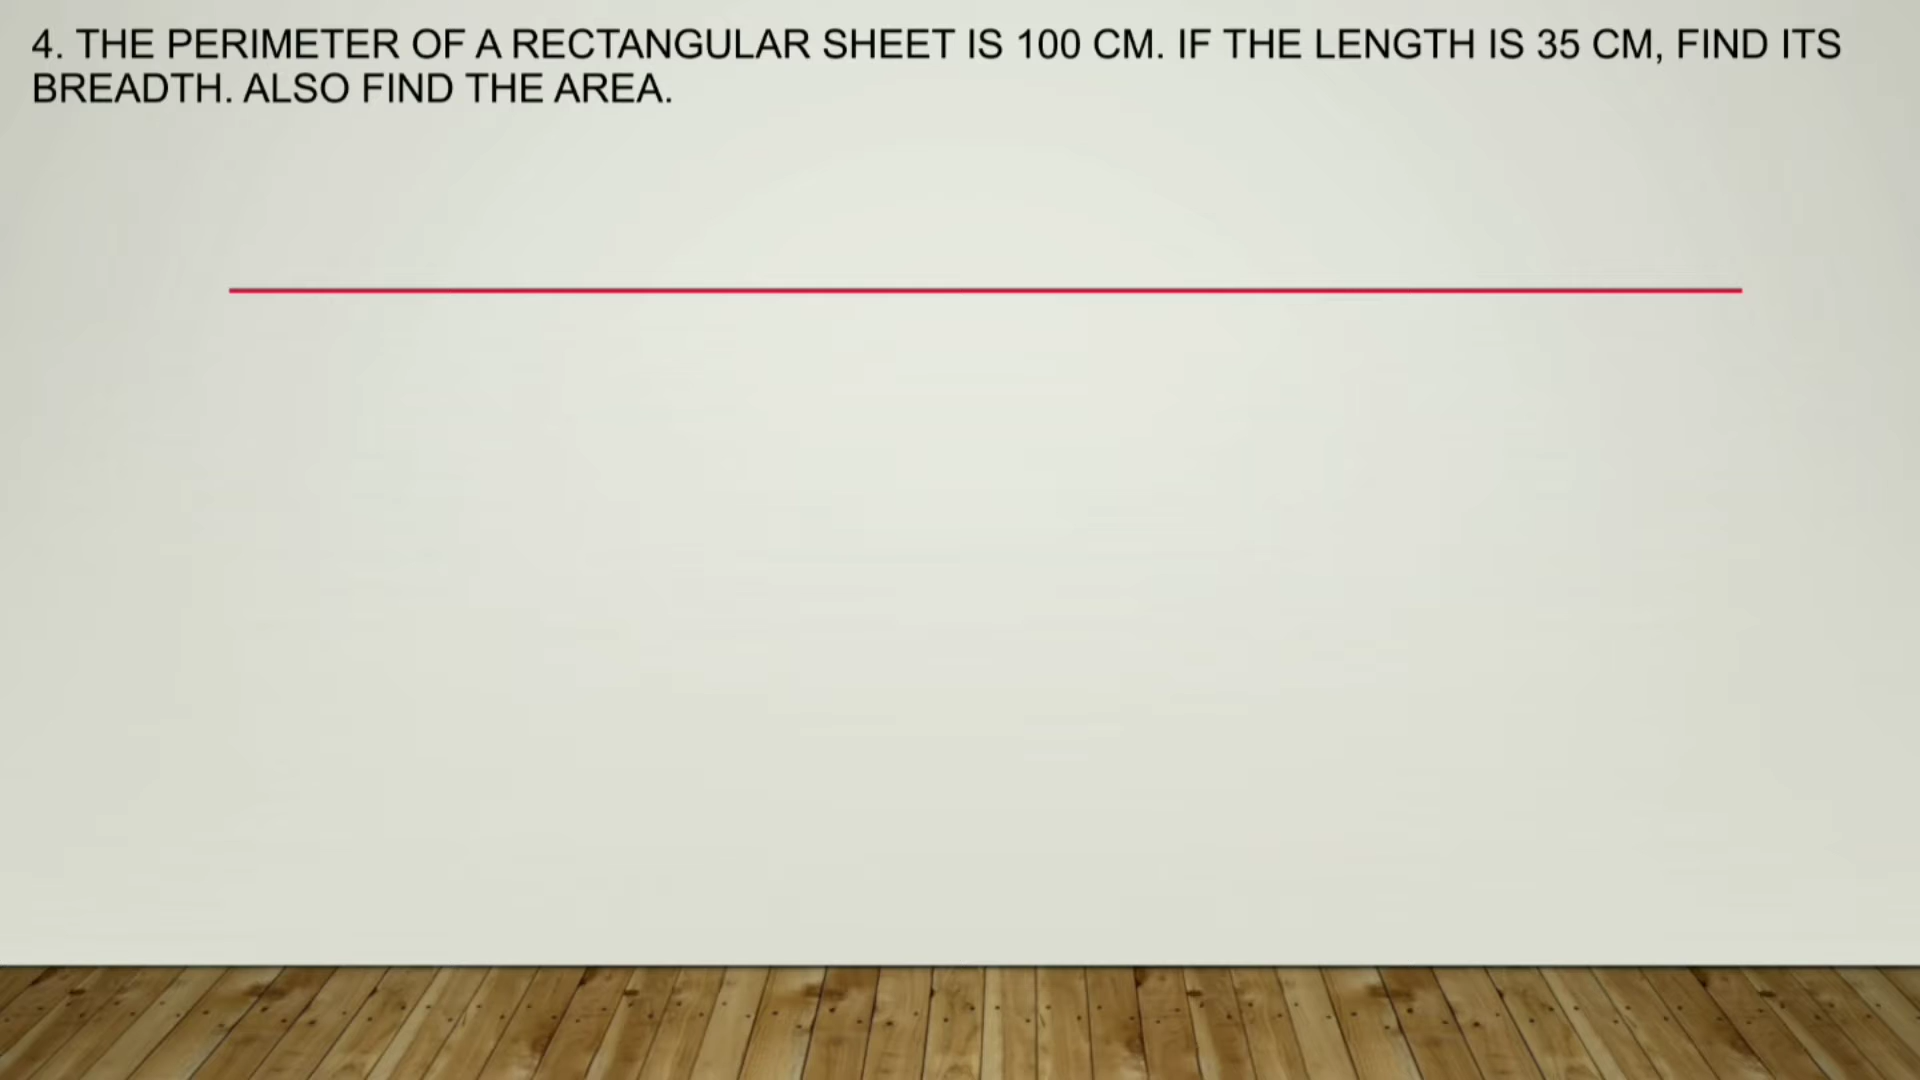 4. THE PERIMETER OF A RECTANGULAR SHEET IS 100 CM. IF THE LENGTH IS 35 CM, FIND ITS
BREADTH. ALSO FIND THE AREA.